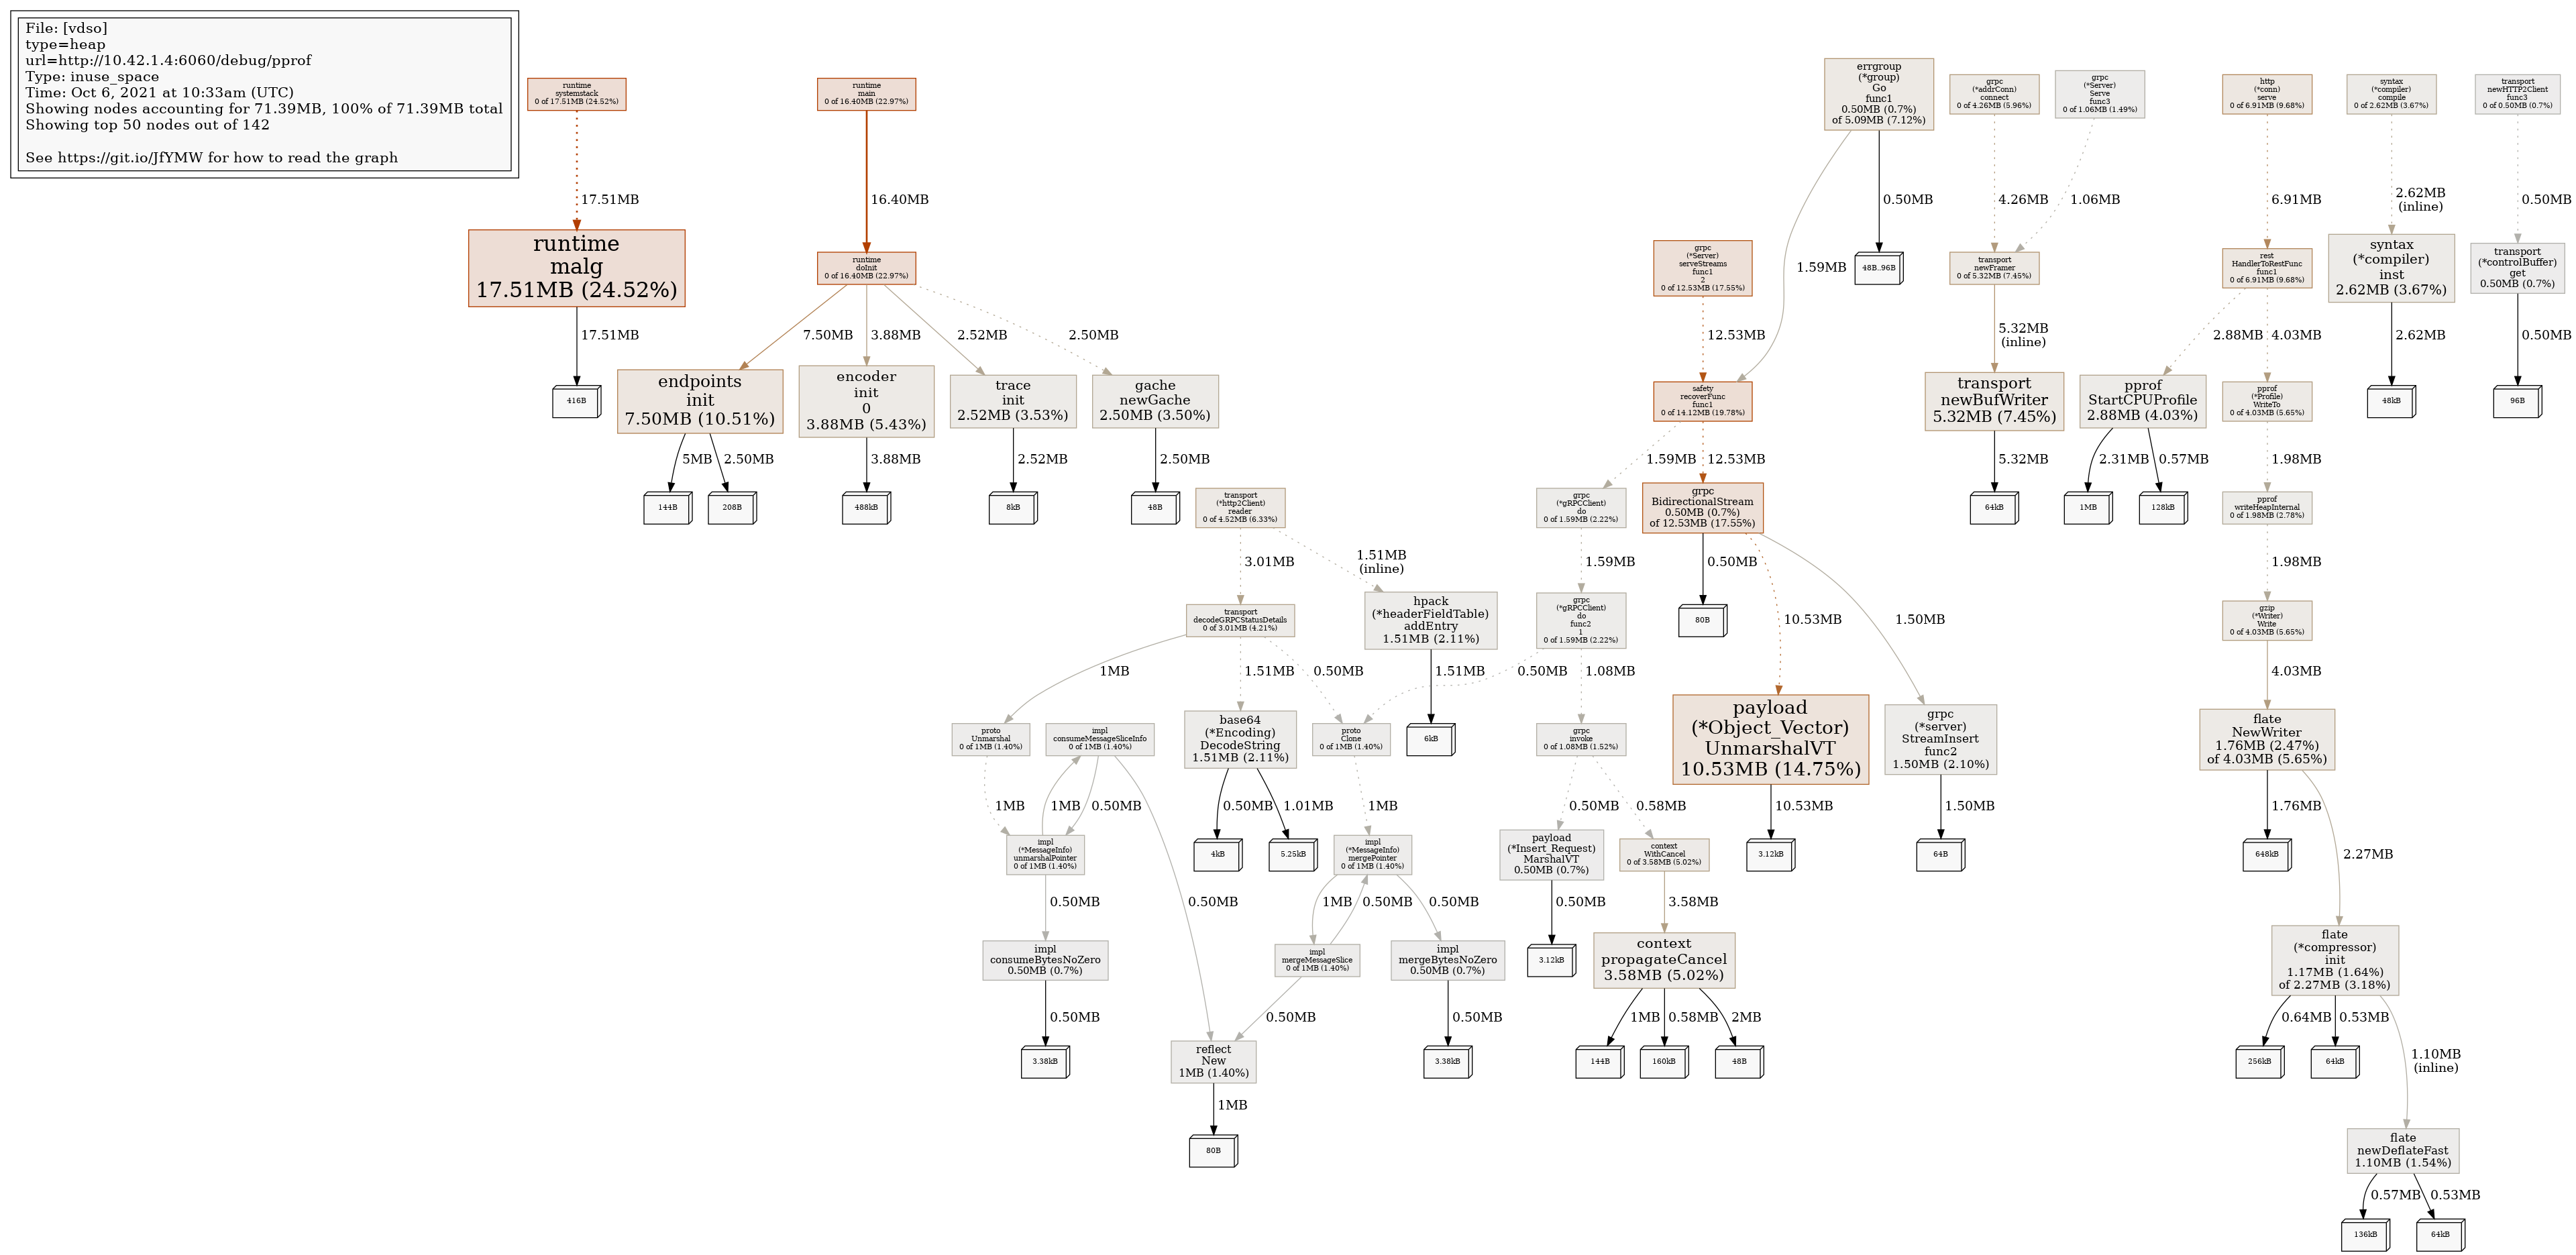 File: [vdso]
type=heap
url=http://10.42.1.4:6060/debug/pprof
Type: inuse_space
Time: Oct 6, 2021 at 10:33am (UTC)
Showing nodes accounting for 71.39MB, 100% of 71.39MB total
Showing top 50 nodes out of 142
See https://git.io/JfYMW for how to read the graph
runtime
systemstack
0 of 17.51MB (24.52%)
17.51MB
runtime
malg
17.51MB (24.52%)
17.51MB
416B
runtime
main
0 of 16.40MB (22.97%)
16.40MB
runtime
doInit
0 of 16.40MB (22.97%)
7.50MB
3.88MB
2.52MB
2.50MB
endpoints
init
7.50MB (10.51%)
5MB
2.50MB
144B
208B
encoder
init
0
3.88MB (5.43%)
3.88MB
488kB
trace
init
2.52MB (3.53%)
2.52MB
8kB
gache
newGache
2.50MB (3.50%)
2.50MB
48B
transport
(*http2Client)
reader
0 of 4.52MB (6.33%)
3.01MB
1.51MB
(inline)
transport
decodeGRPCStatusDetails
0 of 3.01MB (4.21%)
hpack
(*headerFieldTable)
addEntry
1.51MB (2.11%)
1.51MB
6kB
1MB
1.51MB
0.50MB
proto
Unmarshal
0 of 1MB (1.40%)
1MB
impl
consumeMessageSliceInfo
0 of 1MB (1.40%)
1MB
0.50MB
0.50MB
base64
(*Encoding)
DecodeString
1.51MB (2.11%)
0.50MB
1.01MB
4kB
5.25kB
proto
Clone
0 of 1MB (1.40%)
1MB
impl
(*MessageInfo)
unmarshalPointer
0 of 1MB (1.40%)
0.50MB
impl
consumeBytesNoZero
0.50MB (0.7%)
0.50MB
3.38kB
impl
(*MessageInfo)
mergePointer
0 of 1MB (1.40%)
1MB
0.50MB
0.50MB
impl
mergeMessageSlice
0 of 1MB (1.40%)
0.50MB
impl
mergeBytesNoZero
0.50MB (0.7%)
0.50MB
3.38kB
reflect
New
1MB (1.40%)
1MB
80B
errgroup
(*group)
Go
func1
0.50MB (0.7%)
of 5.09MB (7.12%)
1.59MB
0.50MB
48B..96B
grpc
(*Server)
serveStreams
func1
2
0 of 12.53MB (17.55%)
12.53MB
safety
recoverFunc
func1
0 of 14.12MB (19.78%)
1.59MB
12.53MB
grpc
(*gRPCClient)
do
0 of 1.59MB (2.22%)
1.59MB
grpc
(*gRPCClient)
do
func2
1
0 of 1.59MB (2.22%)
0.50MB
1.08MB
grpc
BidirectionalStream
0.50MB (0.7%)
of 12.53MB (17.55%)
0.50MB
80B
10.53MB
1.50MB
grpc
invoke
0 of 1.08MB (1.52%)
0.50MB
0.58MB
payload
(*Object_Vector)
UnmarshalVT
10.53MB (14.75%)
10.53MB
3.12kB
grpc
(*server)
StreamInsert
func2
1.50MB (2.10%)
1.50MB
64B
payload
(*Insert_Request)
MarshalVT
0.50MB (0.7%)
0.50MB
3.12kB
context
WithCancel
0 of 3.58MB (5.02%)
3.58MB
context
propagateCancel
3.58MB (5.02%)
1MB
0.58MB
2MB
144B
160kB
48B
grpc
(*addrConn)
connect
0 of 4.26MB (5.96%)
4.26MB
grpc
(*Server)
Serve
func3
0 of 1.06MB (1.49%)
1.06MB
transport
newFramer
0 of 5.32MB (7.45%)
5.32MB
(inline)
transport
newBufWriter
5.32MB (7.45%)
5.32MB
64kB
http
(*conn)
serve
0 of 6.91MB (9.68%)
6.91MB
rest
HandlerToRestFunc
func1
0 of 6.91MB (9.68%)
2.88MB
4.03MB
pprof
StartCPUProfile
2.88MB (4.03%)
2.31MB
0.57MB
1MB
128kB
pprof
(*Profile)
WriteTo
0 of 4.03MB (5.65%)
1.98MB
pprof
writeHeapInternal
0 of 1.98MB (2.78%)
1.98MB
gzip
(*Writer)
Write
0 of 4.03MB (5.65%)
4.03MB
flate
NewWriter
1.76MB (2.47%)
of 4.03MB (5.65%)
1.76MB
648kB
2.27MB
flate
(*compressor)
init
1.17MB (1.64%)
of 2.27MB (3.18%)
0.64MB
0.53MB
256kB
64kB
1.10MB
(inline)
flate
newDeflateFast
1.10MB (1.54%)
0.57MB
0.53MB
136kB
64kB
syntax
(*compiler)
compile
0 of 2.62MB (3.67%)
2.62MB
(inline)
syntax
(*compiler)
inst
2.62MB (3.67%)
2.62MB
48kB
transport
newHTTP2Client
func3
0 of 0.50MB (0.7%)
0.50MB
transport
(*controlBuffer)
get
0.50MB (0.7%)
0.50MB
96B